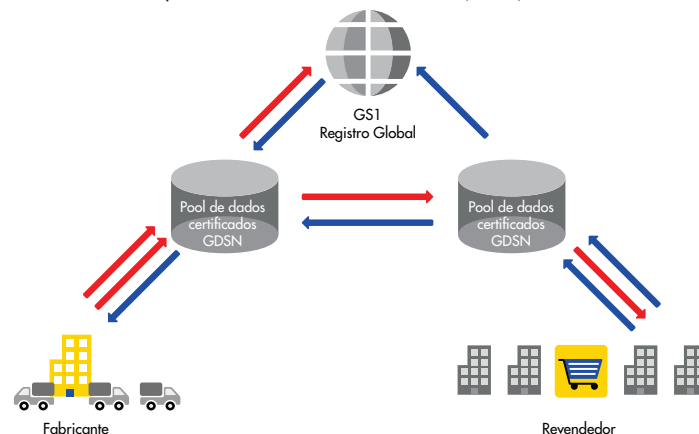 GS1
Registro Global
Pool de dados
certificados
GDSN
Pool de dados
certificados
GDSN
Fabricante
Revendedor